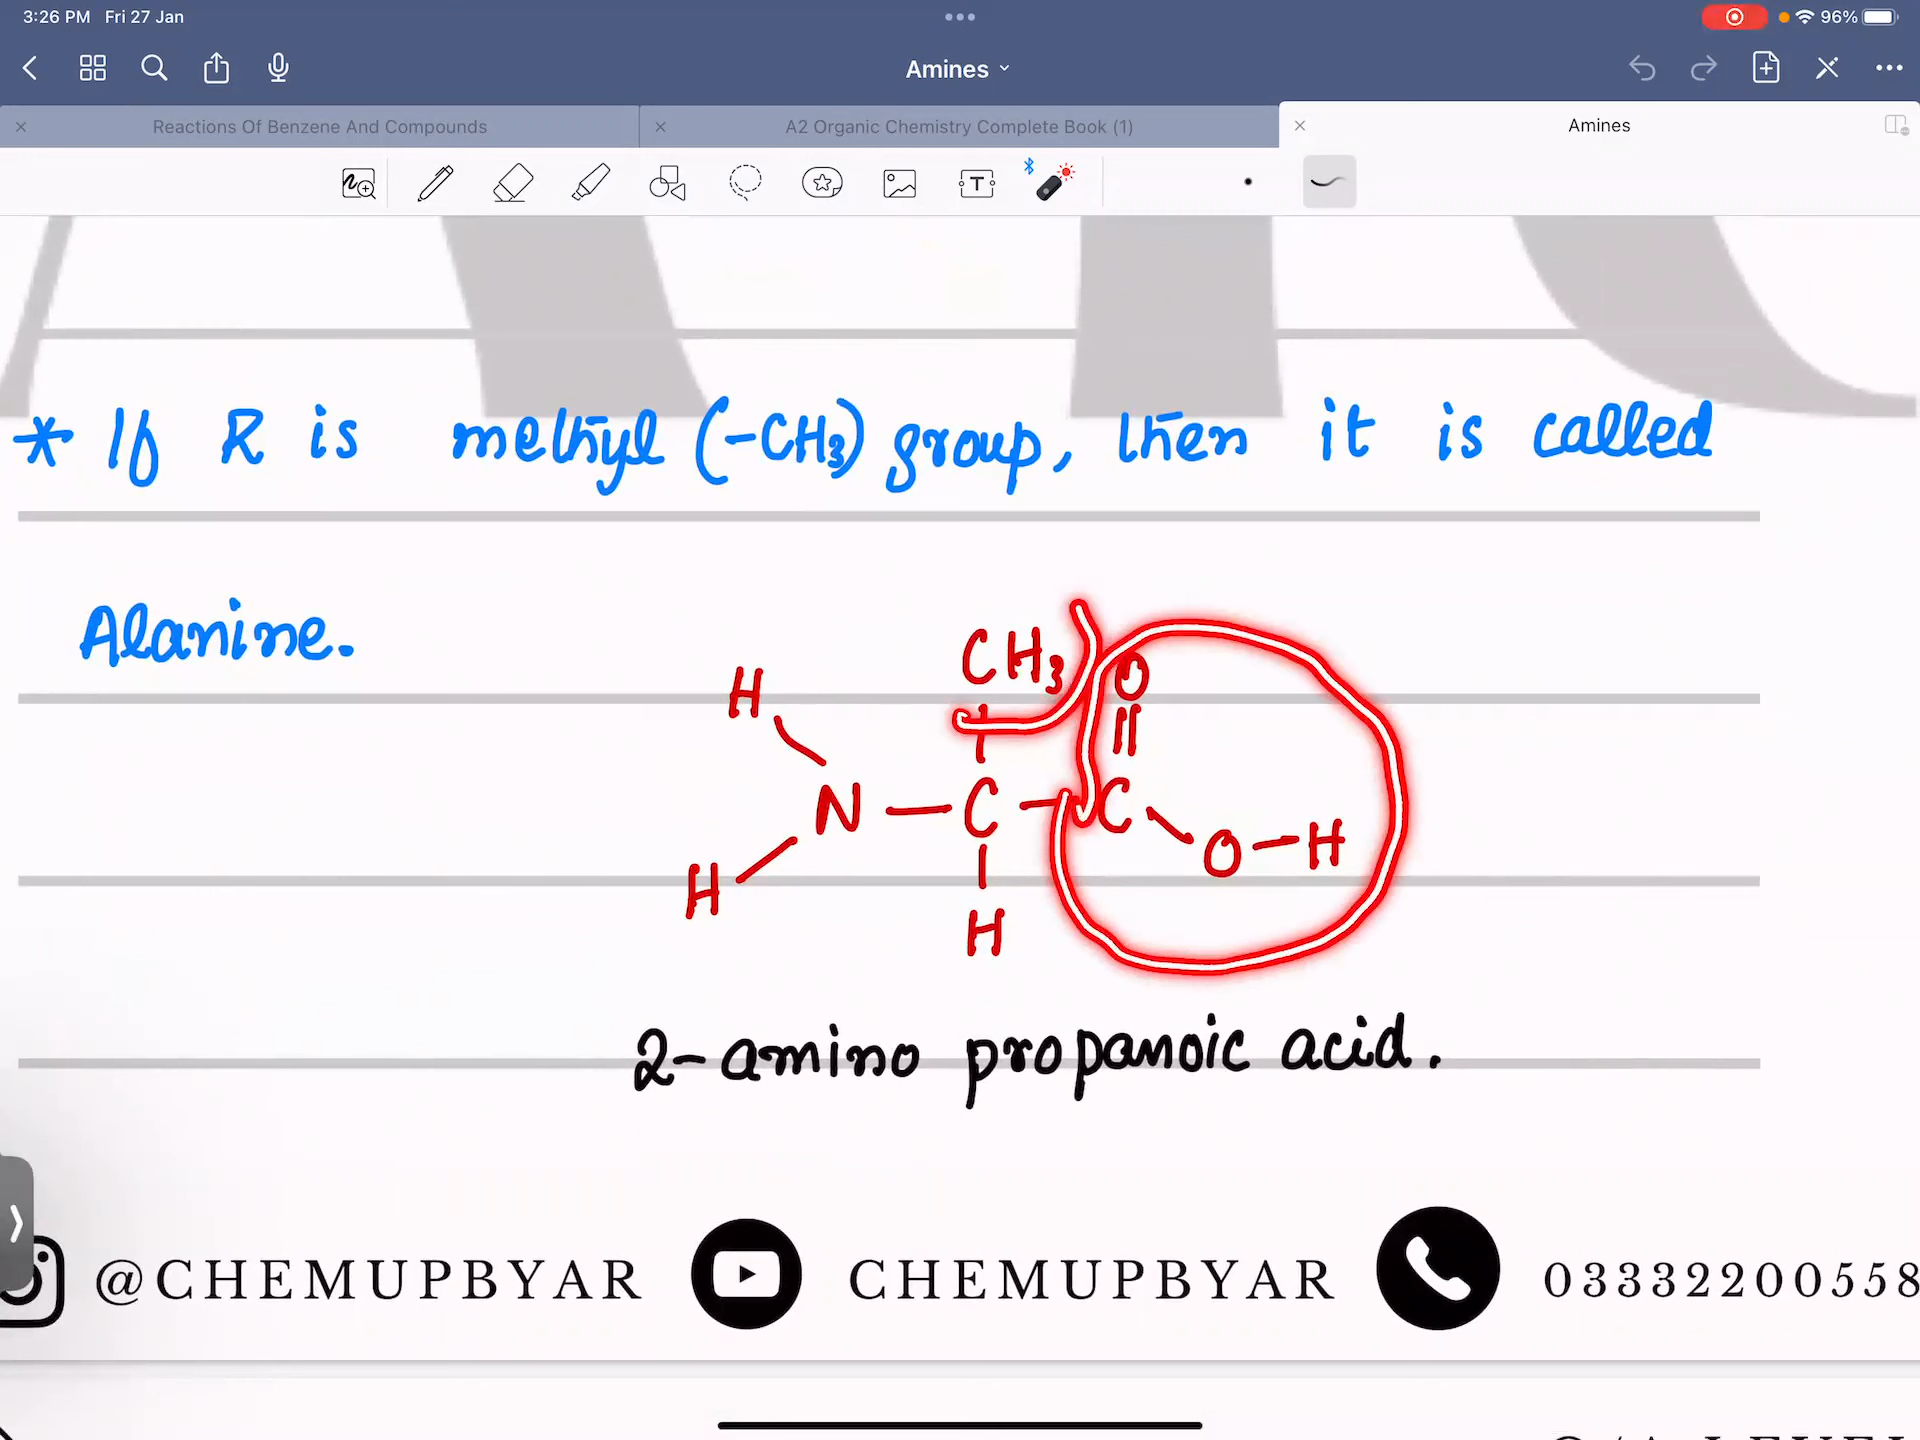 3:26 PM Fri 27 Jan
96%
Amines
Reactions Of Benzene And Compounds
A2 Organic Chemistry Complete Book (1)
Amines
T
* If R is methyl (-CH3) group, then it is called
Alanine.
CH3 O
H
N — C — C
O — H
H
H
2-amino propanoic acid.
@CHEMUPBYAR CHEMUPBYAR 03332200558